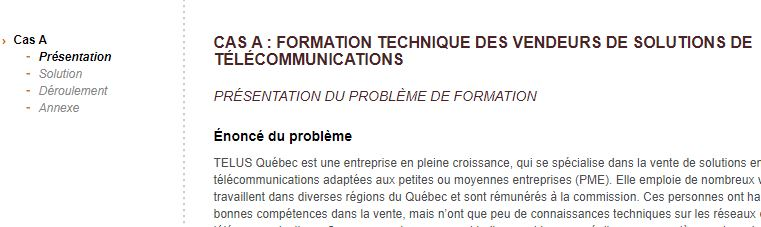 Cas A
Présentation
Solution
Déroulement
Annexe
CAS A : FORMATION TECHNIQUE DES VENDEURS DE SOLUTIONS DE
TÉLÉCOMMUNICATIONS
PRÉSENTATION DU PROBLÈME DE FORMATION
Énoncé du problème
TELUS Québec est une entreprise en pleine croissance, qui se spécialise dans la vente de solutions en
télécommunications adaptées aux petites ou moyennes entreprises (PME). Elle emploie de nombreux
travaillent dans diverses régions du Québec et sont rémunérés à la commission. Ces personnes ont
bonnes compétences dans la vente, mais n'ont que peu de connaissances techniques sur les réseaux